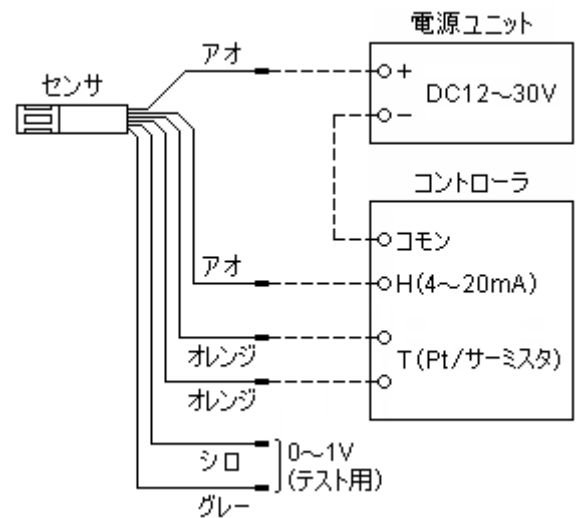 電源ユニット
アオ
+
センサ
DC12～30V
−
コントローラ
コモン
アオ
H(4～20mA)
オレンジ
T(Pt/サーミスタ)
オレンジ
シロ
0～1V
(テスト用)
グレー